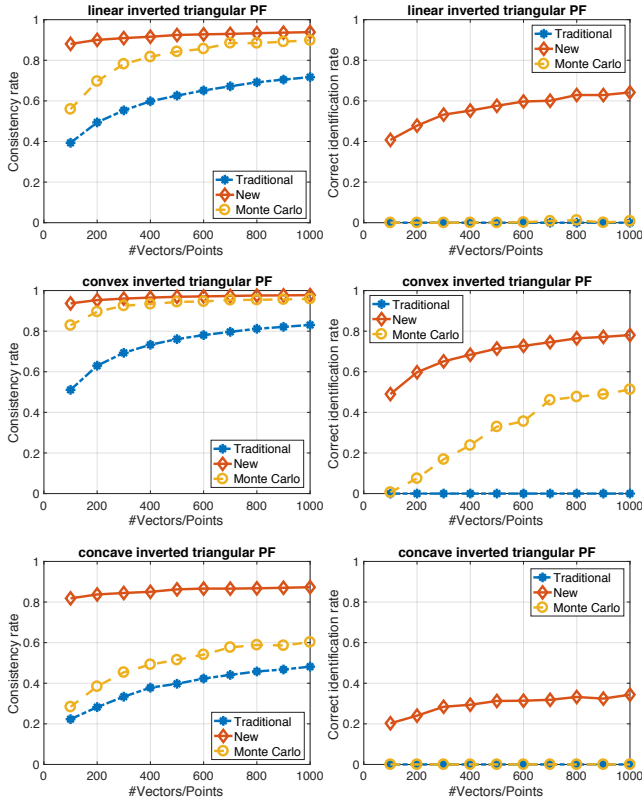 linear inverted triangular PF
Consistency rate
1
0.8
0.6
0.4
0.2
0
0 200 400 600 800 1000
#Vectors/Points
Traditional
New
Monte Carlo
linear inverted triangular PF
Correct identification rate
1
0.8
0.6
0.4
0.2
0
0 200 400 600 800 1000
#Vectors/Points
Traditional
New
Monte Carlo
convex inverted triangular PF
Consistency rate
1
0.8
0.6
0.4
0.2
0
0 200 400 600 800 1000
#Vectors/Points
Traditional
New
Monte Carlo
convex inverted triangular PF
Correct identification rate
1
0.8
0.6
0.4
0.2
0
0 200 400 600 800 1000
#Vectors/Points
Traditional
New
Monte Carlo
concave inverted triangular PF
Consistency rate
1
0.8
0.6
0.4
0.2
0
0 200 400 600 800 1000
#Vectors/Points
Traditional
New
Monte Carlo
concave inverted triangular PF
Correct identification rate
1
0.8
0.6
0.4
0.2
0
0 200 400 600 800 1000
#Vectors/Points
Traditional
New
Monte Carlo